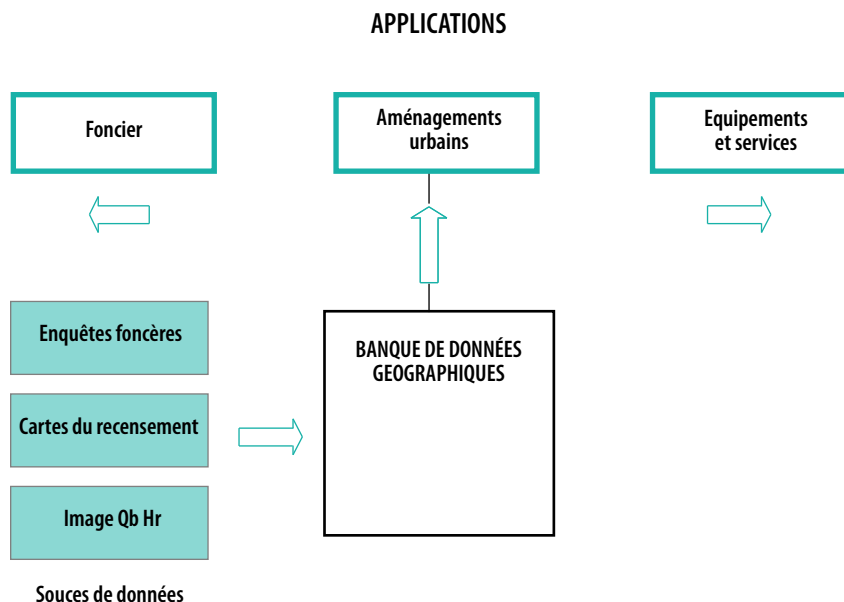 APPLICATIONS
Foncier
Aménagements
urbains
Equipements
et services
Enquêtes foncères
BANQUE DE DONNÉES
GEOGRAPHIQUES
Cartes du recensement
Image Qb Hr
Souces de données